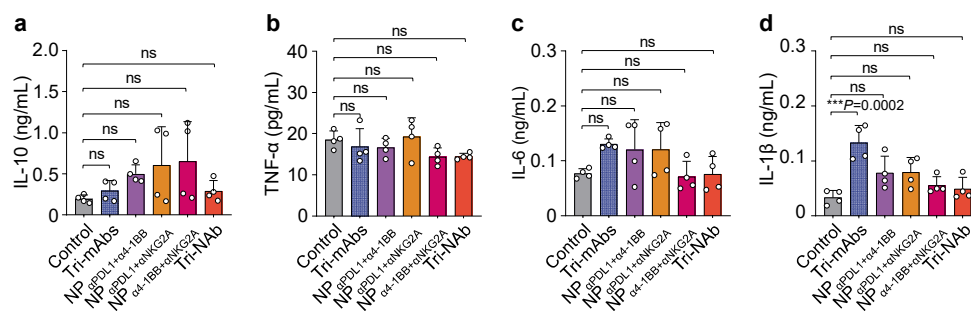 a
IL-10 (ng/mL)
2.0
1.5
1.0
0.5
0.0
ns
ns
ns
ns
ns
Control
Tri-mAbs
NP αPDL1+α4-1BB
NP αPDL1+αNKG2A
NP α4-1BB+αNKG2A
Tri-NAb
b
TNF-α (pg/mL)
40
30
20
10
0
ns
ns
ns
ns
ns
Control
Tri-mAbs
NP αPDL1+α4-1BB
NP αPDL1+αNKG2A
NP α4-1BB+αNKG2A
Tri-NAb
c
IL-6 (ng/mL)
0.3
0.2
0.1
0
ns
ns
ns
ns
ns
Control
Tri-mAbs
NP αPDL1+α4-1BB
NP αPDL1+αNKG2A
NP α4-1BB+αNKG2A
Tri-NAb
d
IL-1β (ng/mL)
0.3
0.2
0.1
0
ns
ns
ns
ns
***P=0.0002
Control
Tri-mAbs
NP αPDL1+α4-1BB
NP αPDL1+αNKG2A
NP α4-1BB+αNKG2A
Tri-NAb